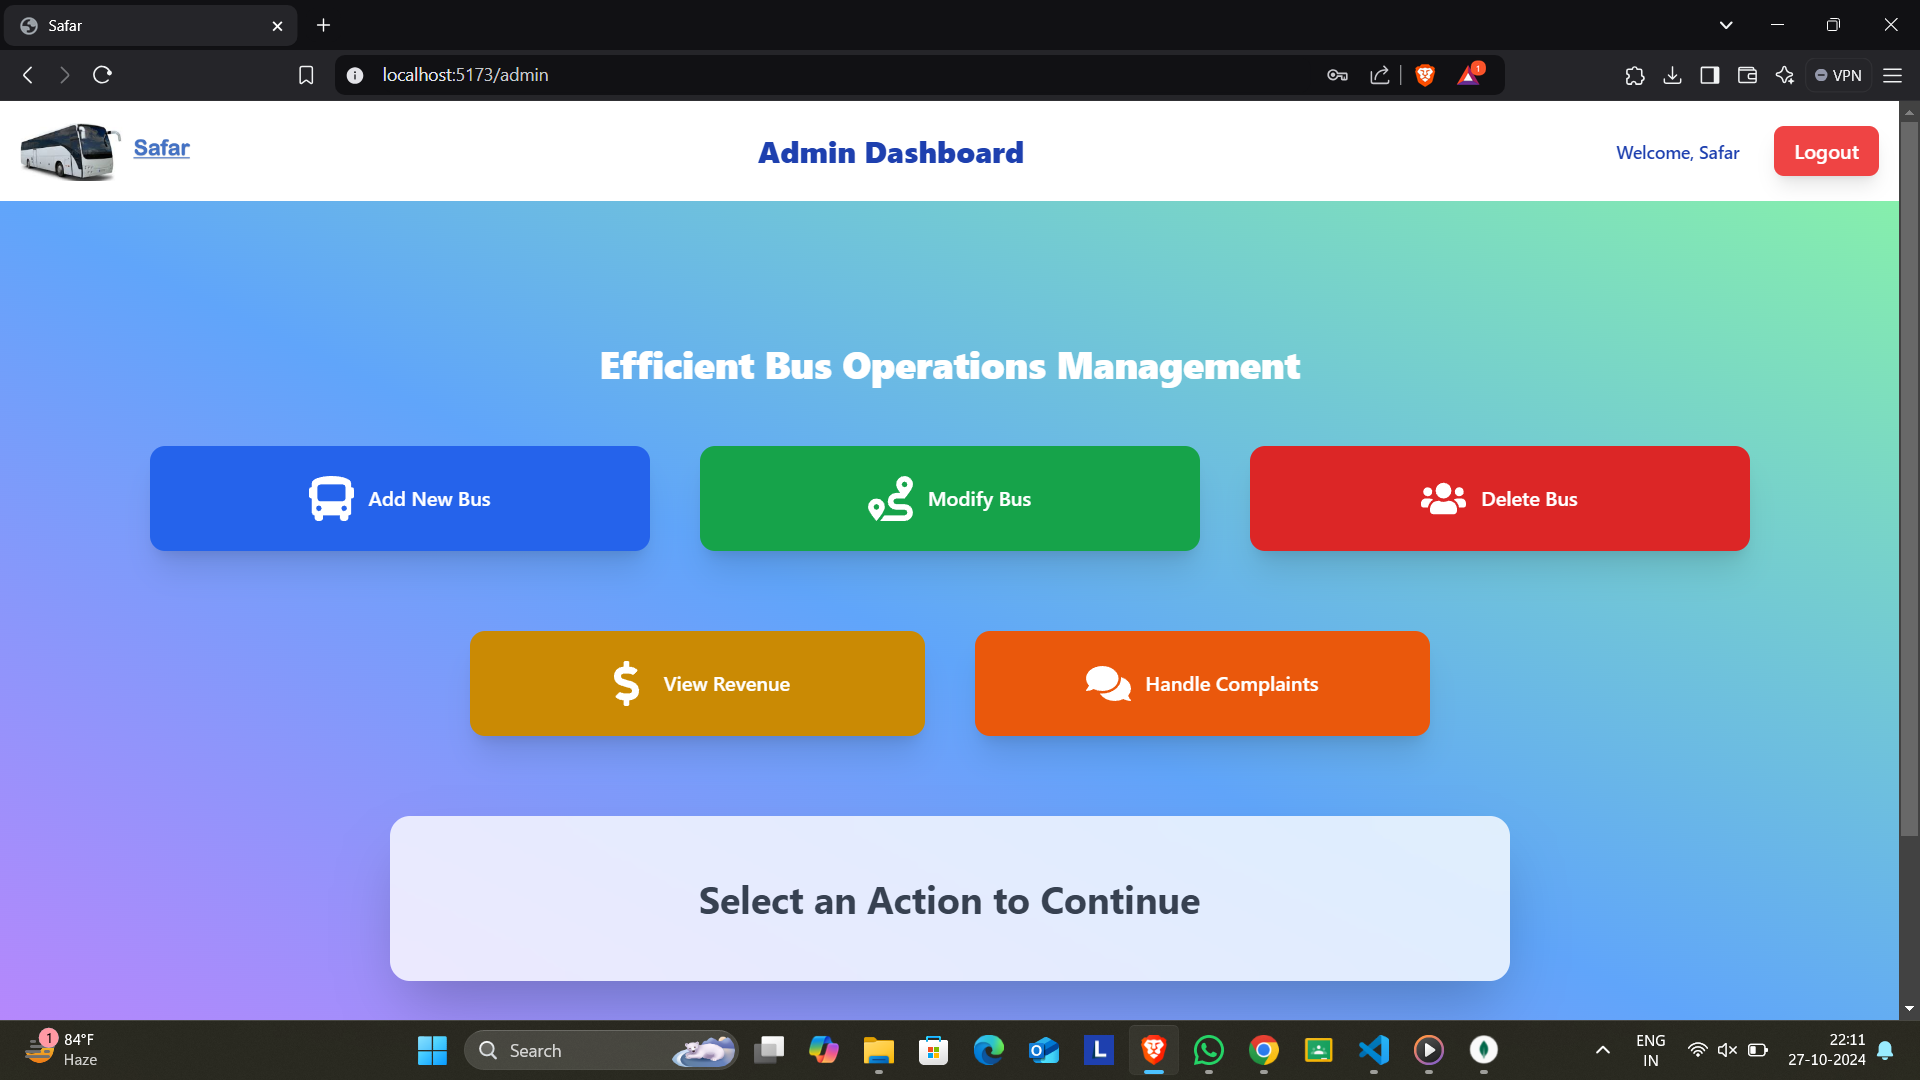 Safar
localhost:5173/admin
1
VPN
Safar
Admin Dashboard
Welcome, Safar
Logout
Efficient Bus Operations Management
Add New Bus
Modify Bus
Delete Bus
View Revenue
Handle Complaints
Select an Action to Continue
1
84°F
Haze
Search
L
ENG
IN
22:11
27-10-2024